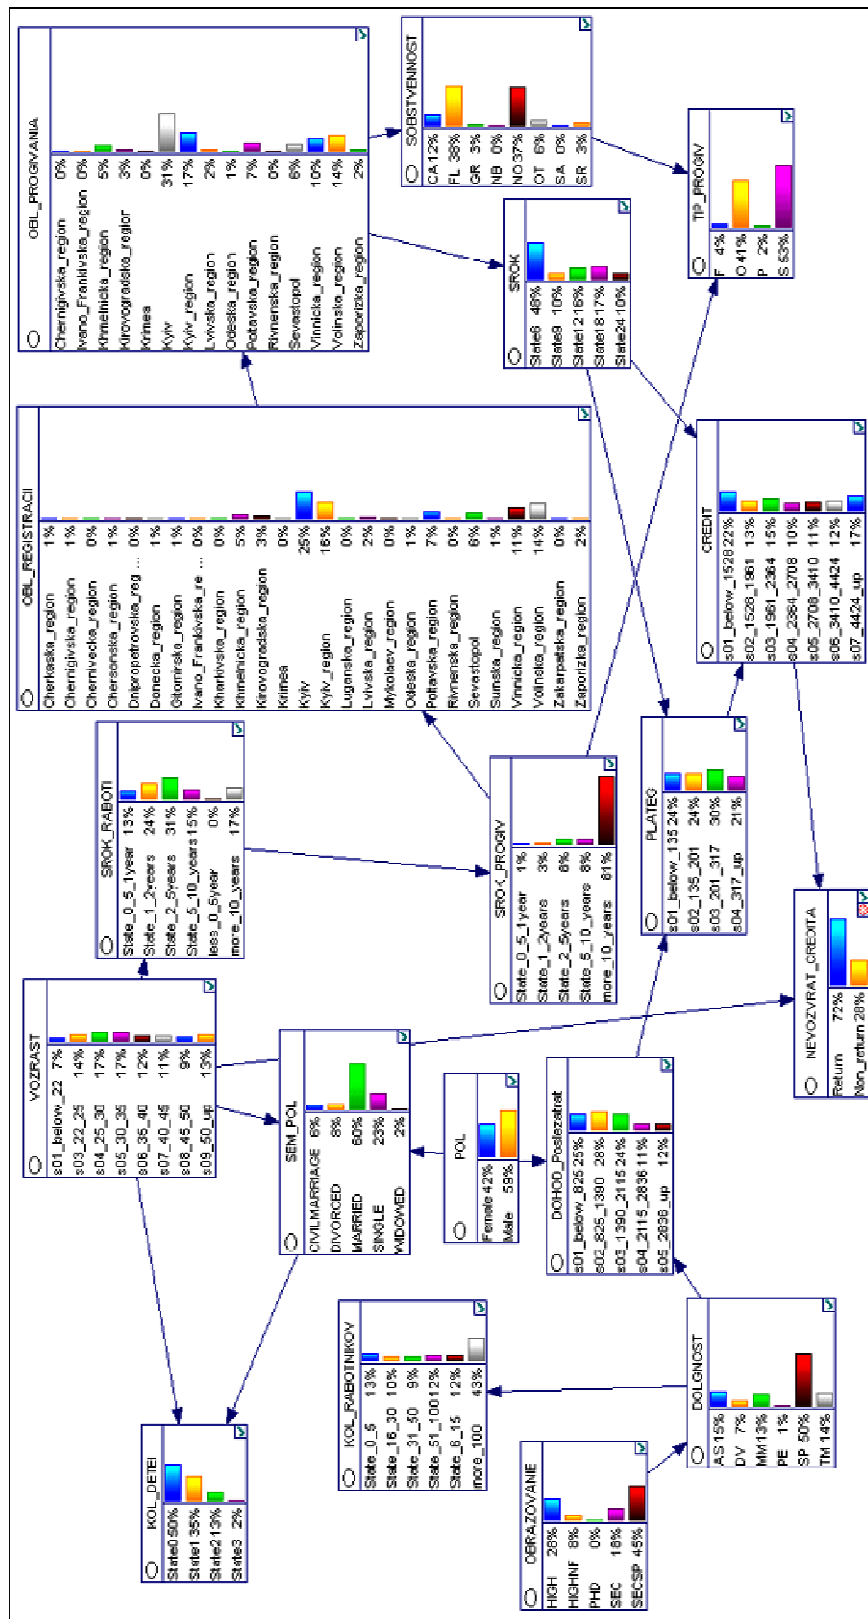 OBL_PROGIVANIA
Chernigivska_region 0%
Ivano_Frankivska_region 0%
Khmelnicka_region 5%
Kirovogradska_region 3%
Krimea 0%
Kyiv 31%
Kyiv_region 17%
Lvivska_region 2%
Odeska_region 1%
Poltavska_region 7%
Rivnenska_region 0%
Sevastopol 6%
Vinnicka_region 10%
Volinska_region 14%
Zaporizka_region 2%
SOBSTVENNOST
CA 12%
FL 38%
GR 3%
NB 0%
NO 37%
OT 6%
SA 0%
SR 3%
TIP_PROGIV
F 4%
O 41%
P 2%
S 53%
SROK
State6 48%
State9 10%
State12 16%
State18 17%
State24 10%
OBL_REGISTRACII
Cherkaska_region 1%
Chernigivska_region 1%
Chernivecka_region 0%
Chersonska_region 1%
Dnipropatrovska_reg ... 0%
Donecka_region 1%
Gitomirska_region 1%
Ivano_Frankivska_re ... 0%
Kharkivska_region 0%
Khmelnicka_region 5%
Kirovogradska_region 3%
Krimea 0%
Kyiv 25%
Kyiv_region 16%
Luganska_region 0%
Lvivska_region 2%
Mykolaev_region 0%
Odeska_region 1%
Poltavska_region 7%
Rivnenska_region 0%
Sevastopol 6%
Sumska_region 1%
Vinnicka_region 11%
Volinska_region 14%
Zakarpatska_region 0%
Zaporizka_region 2%
CREDIT
s01_below_1528 22%
s02_1528_1961 13%
s03_1961_2364 15%
s04_2364_2708 10%
s05_2708_3410 11%
s06_3410_4424 12%
s07_4424_up 17%
SROK_RABOTI
State_0_5_1year 13%
State_1_2years 24%
State_2_5years 31%
State_5_10_years 15%
less_0_5year 0%
more_10_years 17%
SROK_PROGIV
State_0_5_1year 1%
State_1_2years 3%
State_2_5years 6%
State_5_10_years 8%
more_10_years 81%
PLATEG
s01_below_135 24%
s02_135_201 24%
s03_201_317 30%
s04_317_up 21%
VOZRAST
s01_below_22 7%
s03_22_25 14%
s04_25_30 17%
s05_30_35 17%
s06_35_40 12%
s07_40_45 11%
s08_45_50 9%
s09_50_up 13%
SEM_POL
CIVILMARRIAGE 6%
DIVORCED 8%
MARRIED 60%
SINGLE 23%
WIDOWED 2%
POL
Female 42%
Male 58%
DOHOD_Poslezatrat
s01_below_825 25%
s02_825_1390 28%
s03_1390_2115 24%
s04_2115_2836 11%
s05_2836_up 12%
NEVOZVRAT_CREDITA
Return 72%
Non_return 28%
KOL_DETEI
State0 50%
State1 35%
State2 13%
State3 2%
KOL_RABOTNIKOV
State_0_5 13%
State_16_30 10%
State_31_50 9%
State_51_100 12%
State_6_15 12%
more_100 43%
OBRAZOVANIE
HIGH 28%
HIGHNF 8%
PHD 0%
SEC 18%
SECSP 45%
DOLGNOST
AS 15%
DV 7%
MM 13%
PE 1%
SP 50%
TM 14%